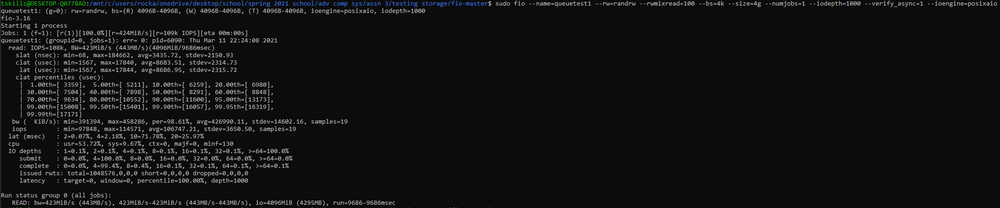 tskillz@DESKTOP-Q0778AD:/mnt/c/users/rocka/onedrive/desktop/school/spring 2021 school/adv comp sys/assn 3/testing storage/fio-master$ sudo fio --name=queuetest1 --rw=randrw --rwmixread=100 --bs=4k --size=4g --numjobs=1 --iodepth=1000 --verify_async=1 --ioengine=posixaio
queuetest1: (g=0): rw=randrw, bs=(R) 4096B-4096B, (W) 4096B-4096B, (T) 4096B-4096B, ioengine=posixaio, iodepth=1000
fio-3.16
Starting 1 process
Jobs: 1 (f=1): [r(1)][100.0%][r=424MiB/s][r=109k IOPS][eta 00m:00s]
queuetest1: (groupid=0, jobs=1): err= 0: pid=6090: Thu Mar 11 22:24:08 2021
  read: IOPS=108k, BW=423MiB/s (443MB/s)(4096MiB/9686msec)
    slat (nsec): min=68, max=184662, avg=3435.72, stdev=2150.93
    clat (usec): min=1567, max=17840, avg=8683.51, stdev=2314.73
     lat (usec): min=1567, max=17844, avg=8686.95, stdev=2315.72
    clat percentiles (usec):
     |  1.00th=[ 3359],  5.00th=[ 5211], 10.00th=[ 6259], 20.00th=[ 6980],
     | 30.00th=[ 7504], 40.00th=[ 7898], 50.00th=[ 8291], 60.00th=[ 8848],
     | 70.00th=[ 9634], 80.00th=[10552], 90.00th=[11600], 95.00th=[13173],
     | 99.00th=[15008], 99.50th=[15401], 99.90th=[16057], 99.95th=[16319],
     | 99.99th=[17171]
   bw (  KiB/s): min=391394, max=458286, per=98.61%, avg=426990.11, stdev=14602.16, samples=19
   iops        : min=97848, max=114571, avg=106747.21, stdev=3650.50, samples=19
  lat (msec)   : 2=0.07%, 4=2.18%, 10=71.78%, 20=25.97%
  cpu          : usr=53.72%, sys=9.67%, ctx=0, majf=0, minf=130
  IO depths    : 1=0.1%, 2=0.1%, 4=0.1%, 8=0.1%, 16=0.1%, 32=0.1%, >=64=100.0%
     submit    : 0=0.0%, 4=100.0%, 8=0.0%, 16=0.0%, 32=0.0%, 64=0.0%, >=64=0.0%
     complete  : 0=0.0%, 4=99.4%, 8=0.4%, 16=0.1%, 32=0.1%, 64=0.1%, >=64=0.1%
     issued rwts: total=1048576,0,0,0 short=0,0,0,0 dropped=0,0,0,0
     latency   : target=0, window=0, percentile=100.00%, depth=1000
Run status group 0 (all jobs):
   READ: bw=423MiB/s (443MB/s), 423MiB/s-423MiB/s (443MB/s-443MB/s), io=4096MiB (4295MB), run=9686-9686msec